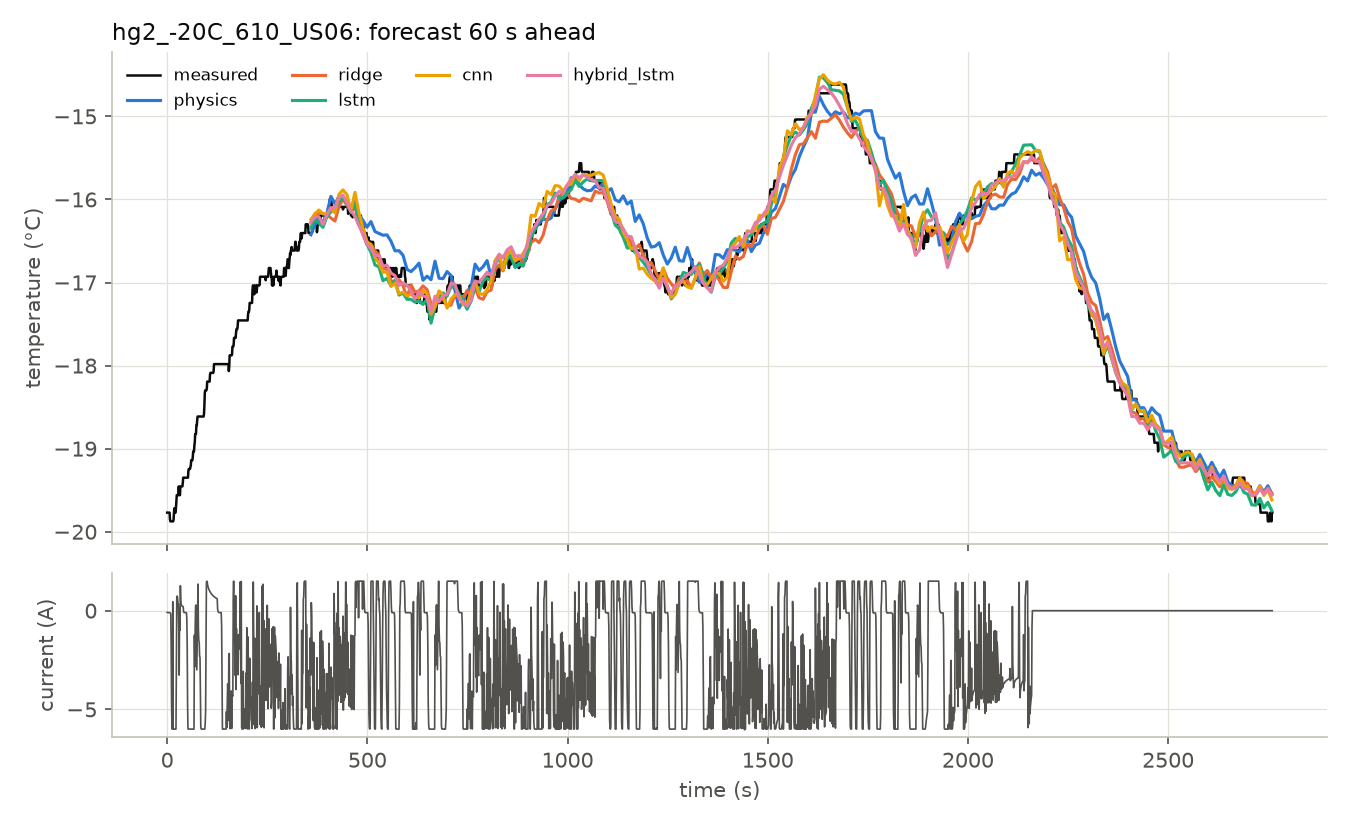 hg2_-20C_610_US06: forecast 60 s ahead
measured ridge cnn hybrid_lstm
physics lstm
temperature (°C)
−15
−16
−17
−18
−19
−20
current (A)
0
−5
0 500 1000 1500 2000 2500
time (s)